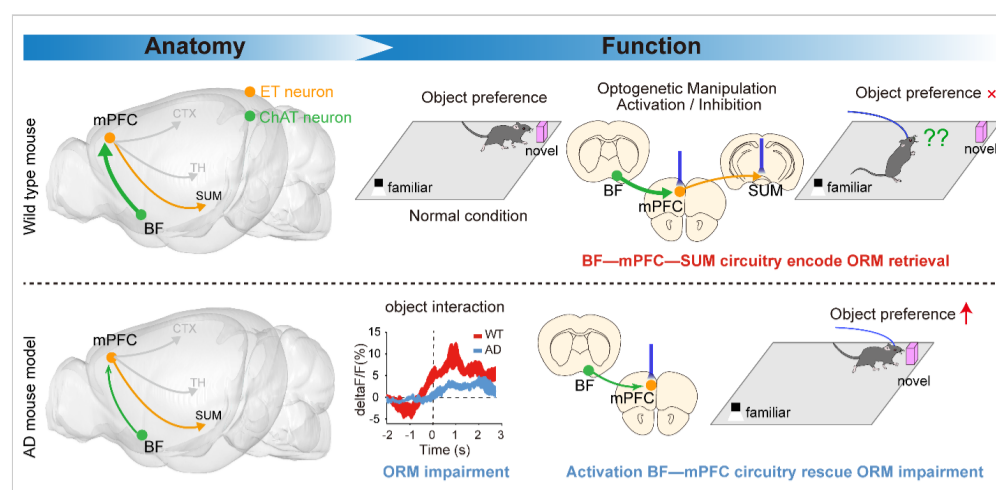 Anatomy
Function
Wild type mouse
ET neuron
ChAT neuron
CTX
mPFC
TH
SUM
BF
Object preference
novel
familiar
Normal condition
Optogenetic Manipulation
Activation / Inhibition
BF
mPFC
SUM
Object preference ×
??
novel
familiar
BF—mPFC—SUM circuitry encode ORM retrieval
AD mouse model
CTX
mPFC
TH
SUM
BF
object interaction
15
10
5
0
-5
deltaF/F(%)
WT
AD
-2 -1 0 1 2 3
Time (s)
ORM impairment
BF
mPFC
Object preference
novel
familiar
Activation BF—mPFC circuitry rescue ORM impairment